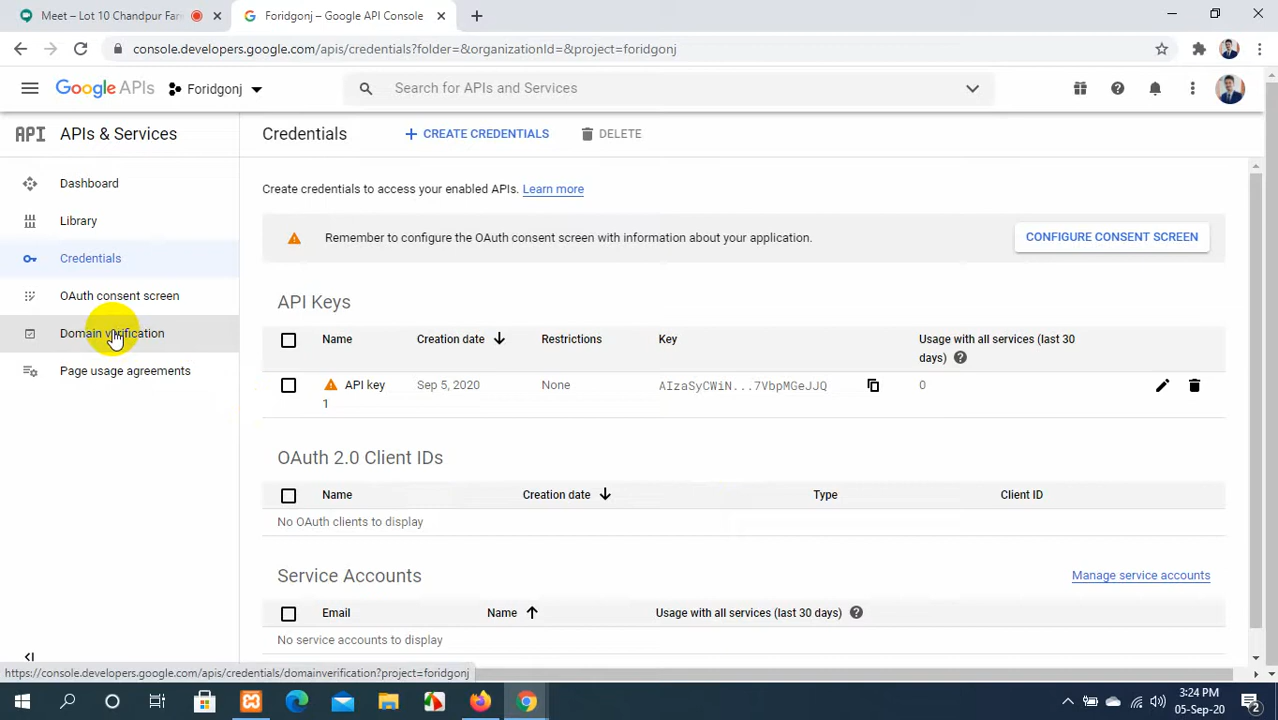 Meet – Lot 10 Chandpur Far
Foridgonj – Google API Console
console.developers.google.com/apis/credentials?folder=&organizationId=&project=foridgonj
Google APIs
Foridgonj
Search for APIs and Services
API APIs & Services
Credentials
CREATE CREDENTIALS
DELETE
Dashboard
Create credentials to access your enabled APIs. Learn more
Library
Remember to configure the OAuth consent screen with information about your application.
CONFIGURE CONSENT SCREEN
Credentials
OAuth consent screen
API Keys
Domain verification
Name
Creation date
Restrictions
Key
Usage with all services (last 30
days)
Page usage agreements
API key
1
Sep 5, 2020
None
AIzaSyCWiN...7VbpMGeJJQ
0
OAuth 2.0 Client IDs
Name
Creation date
Type
Client ID
No OAuth clients to display
Service Accounts
Manage service accounts
Email
Name
Usage with all services (last 30 days)
No service accounts to display
https://console.developers.google.com/apis/credentials/domainverification?project=foridgonj
3:24 PM
05-Sep-20
2